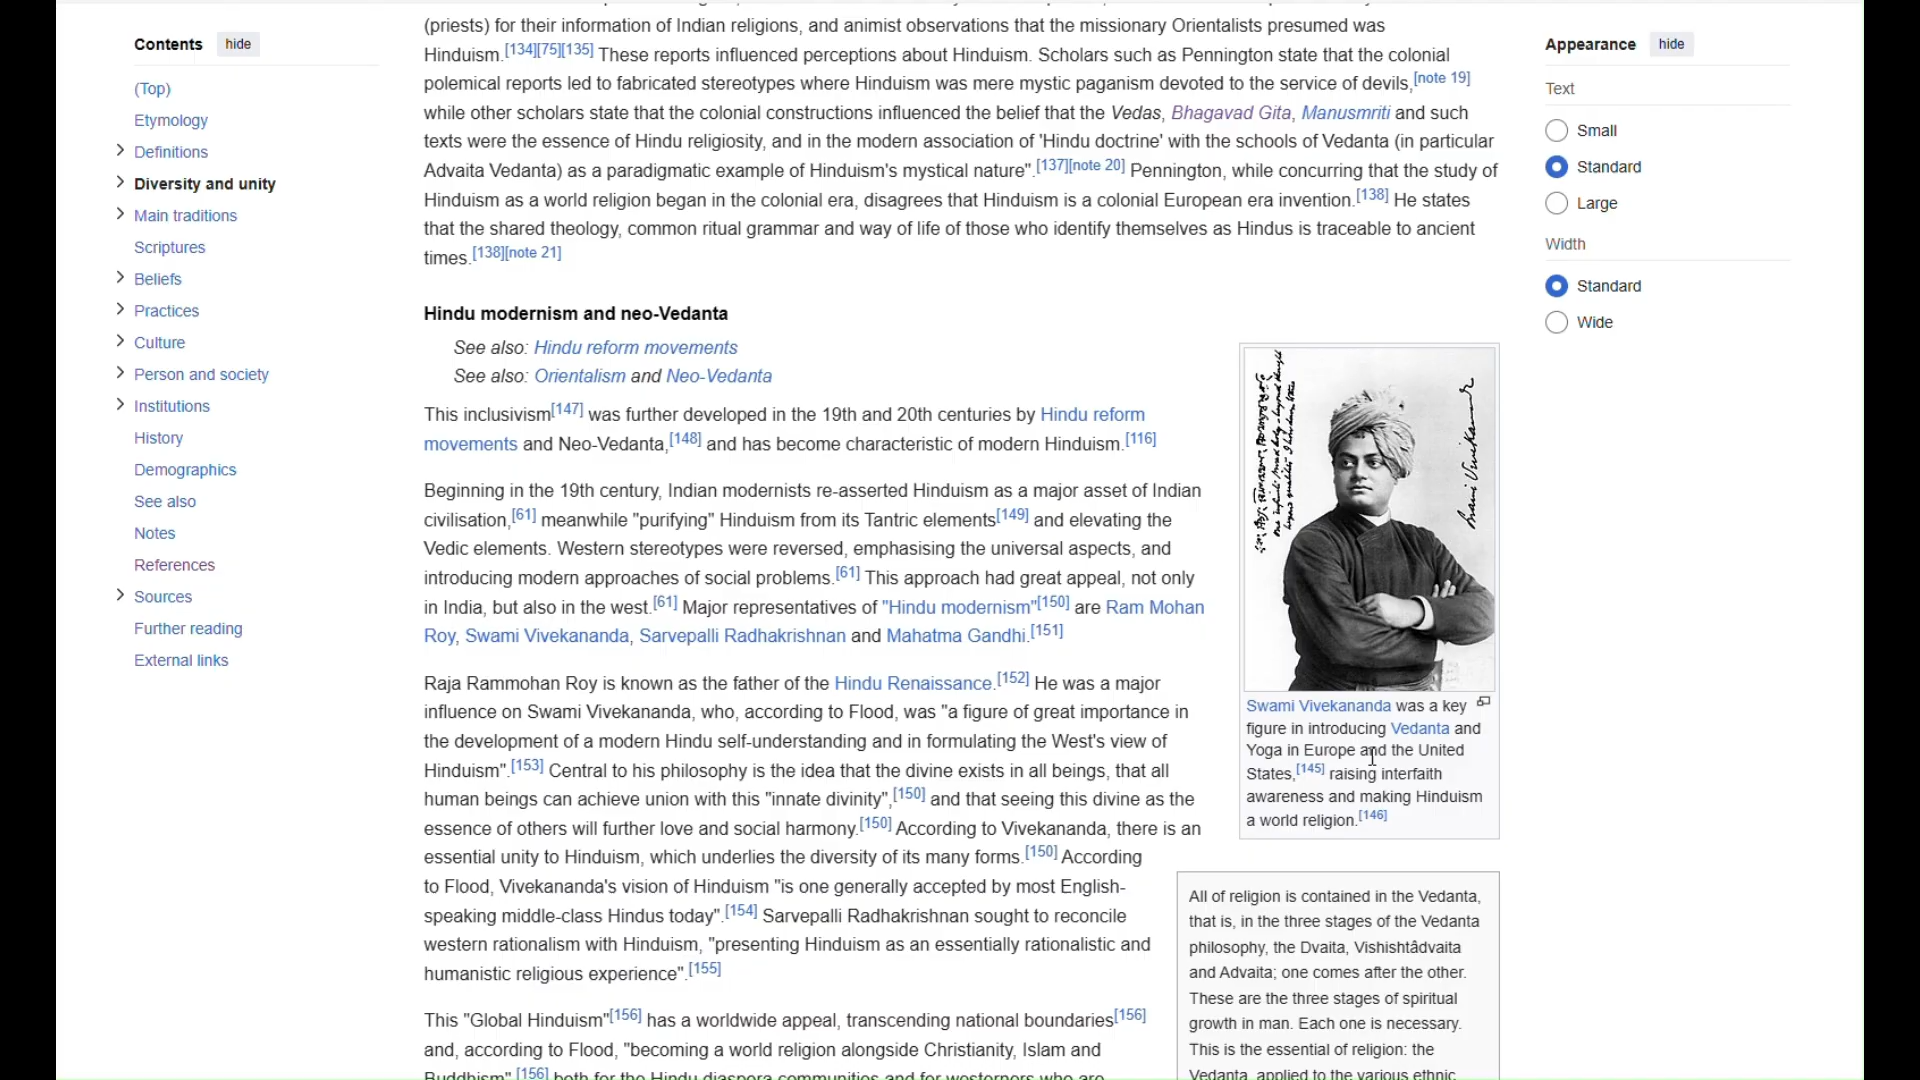 Contents hide
(Top)
Etymology
Definitions
Diversity and unity
Main traditions
Scriptures
Beliefs
Practices
Culture
Person and society
Institutions
History
Demographics
See also
Notes
References
Sources
Further reading
External links
(priests) for their information of Indian religions, and animist observations that the missionary Orientalists presumed was
Hinduism.[134][75][135] These reports influenced perceptions about Hinduism. Scholars such as Pennington state that the colonial
polemical reports led to fabricated stereotypes where Hinduism was mere mystic paganism devoted to the service of devils,[note 19]
while other scholars state that the colonial constructions influenced the belief that the Vedas, Bhagavad Gita, Manusmriti and such
texts were the essence of Hindu religiosity, and in the modern association of 'Hindu doctrine' with the schools of Vedanta (in particular
Advaita Vedanta) as a paradigmatic example of Hinduism's mystical nature".[137][note 20] Pennington, while concurring that the study of
Hinduism as a world religion began in the colonial era, disagrees that Hinduism is a colonial European era invention.[138] He states
that the shared theology, common ritual grammar and way of life of those who identify themselves as Hindus is traceable to ancient
times.[138][note 21]
Hindu modernism and neo-Vedanta
See also: Hindu reform movements
See also: Orientalism and Neo-Vedanta
This inclusivism[147] was further developed in the 19th and 20th centuries by Hindu reform
movements and Neo-Vedanta,[148] and has become characteristic of modern Hinduism.[116]
Beginning in the 19th century, Indian modernists re-asserted Hinduism as a major asset of Indian
civilisation,[61] meanwhile "purifying" Hinduism from its Tantric elements[149] and elevating the
Vedic elements. Western stereotypes were reversed, emphasising the universal aspects, and
introducing modern approaches of social problems.[61] This approach had great appeal, not only
in India, but also in the west.[61] Major representatives of "Hindu modernism"[150] are Ram Mohan
Roy, Swami Vivekananda, Sarvepalli Radhakrishnan and Mahatma Gandhi.[151]
Raja Rammohan Roy is known as the father of the Hindu Renaissance.[152] He was a major
influence on Swami Vivekananda, who, according to Flood, was "a figure of great importance in
the development of a modern Hindu self-understanding and in formulating the West's view of
Hinduism".[153] Central to his philosophy is the idea that the divine exists in all beings, that all
human beings can achieve union with this "innate divinity",[150] and that seeing this divine as the
essence of others will further love and social harmony.[150] According to Vivekananda, there is an
essential unity to Hinduism, which underlies the diversity of its many forms.[150] According
to Flood, Vivekananda's vision of Hinduism "is one generally accepted by most English-
speaking middle-class Hindus today".[154] Sarvepalli Radhakrishnan sought to reconcile
western rationalism with Hinduism, "presenting Hinduism as an essentially rationalistic and
humanistic religious experience".[155]
This "Global Hinduism"[156] has a worldwide appeal, transcending national boundaries[156]
and, according to Flood, "becoming a world religion alongside Christianity, Islam and
Buddhism",[156] both for the Hindu diaspora communities and for westerners who are
Swami Vivekananda
Swami Vivekananda was a key
figure in introducing Vedanta and
Yoga in Europe and the United
States,[145] raising interfaith
awareness and making Hinduism
a world religion.[146]
All of religion is contained in the Vedanta,
that is, in the three stages of the Vedanta
philosophy, the Dvaita, Vishishtâdvaita
and Advaita; one comes after the other.
These are the three stages of spiritual
growth in man. Each one is necessary.
This is the essential of religion: the
Vedanta, applied to the various ethnic
Appearance hide
Text
Small
Standard
Large
Width
Standard
Wide